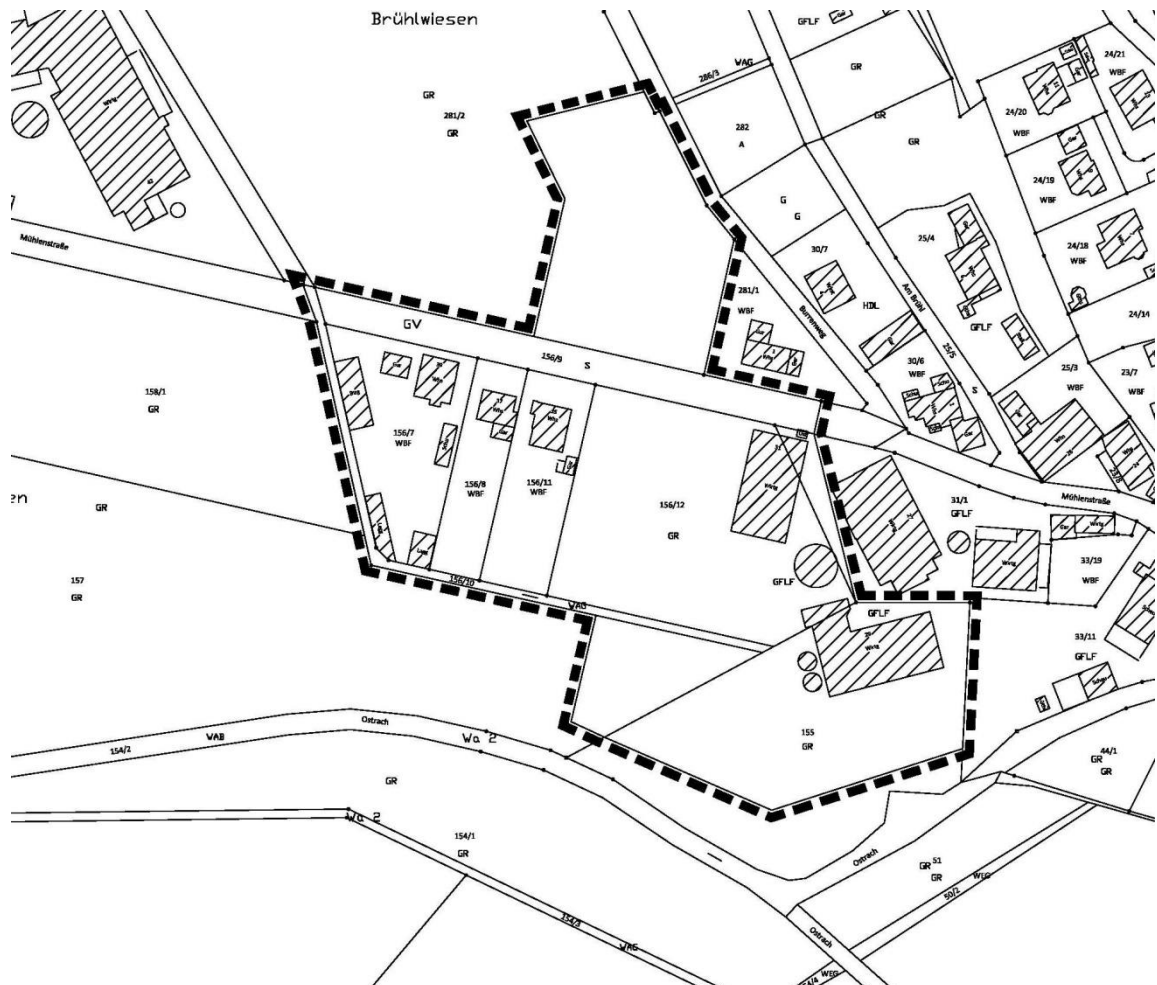 Brühlwiesen
GFLF
24/21
WBF
286/3
WAG
GR
GR
281/2
GR
24/20
WBF
282
A
GR
GR
24/19
WBF
G
G
25/4
24/18
WBF
30/7
Mühlenstraße
281/1
WBF
Burrenweg
HDL
Am Brühl
GFLF
24/14
GV
156/9
S
25/5
30/6
WBF
S
25/3
WBF
23/7
WBF
158/1
GR
156/7
WBF
156/8
WBF
156/11
WBF
23/8
Mühlenstraße
en
GR
156/12
GR
31/1
GFLF
33/19
WBF
157
GR
156/10
WAG
GFLF
GFLF
33/11
GFLF
Ostrach
154/2
WAB
Wa 2
155
GR
44/1
GR
GR
GR
Wa 2
154/1
GR
Ostrach
GR
51
GR
WEG
50/2
154/3
WAG
Ostrach
WEG